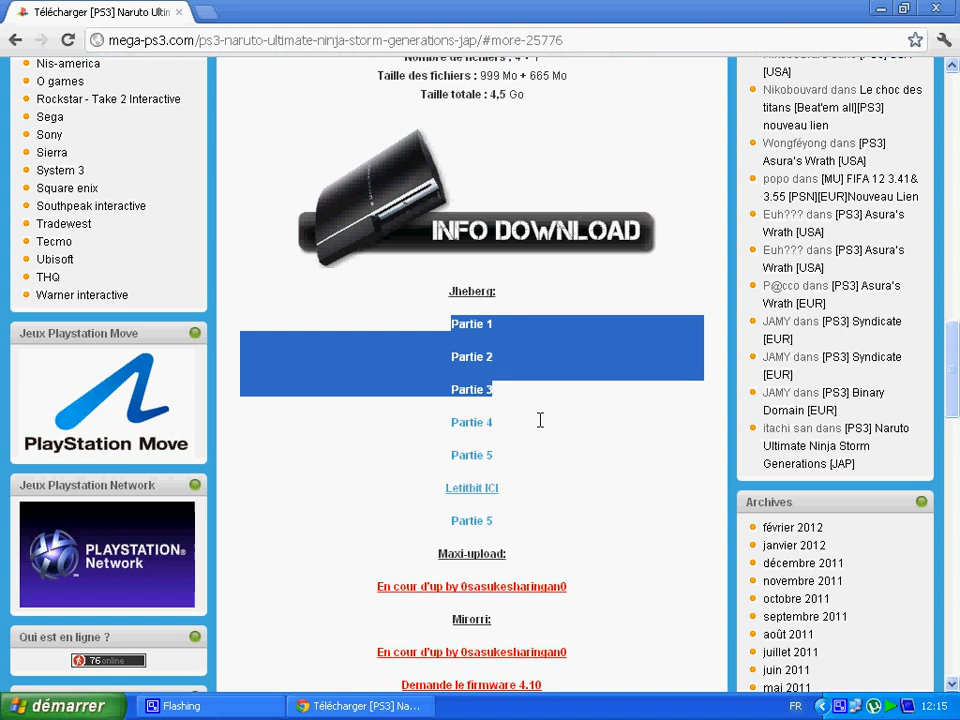 Télécharger [PS3] Naruto Ultim
mega-ps3.com/ps3-naruto-ultimate-ninja-storm-generations-jap/#more-25776
Nis-america
O games
Rockstar - Take 2 Interactive
Sega
Sony
Sierra
System 3
Square enix
Southpeak interactive
Tradewest
Tecmo
Ubisoft
THQ
Warner interactive
Jeux Playstation Move
PlayStation Move
Jeux Playstation Network
PLAYSTATION®
Network
Qui est en ligne ?
76 online
Nombre de fichiers : 4 + 1
Taille des fichiers : 999 Mo + 665 Mo
Taille totale : 4,5 Go
INFO DOWNLOAD
Jheberg:
Partie 1
Partie 2
Partie 3
Partie 4
Partie 5
Letitbit ICI
Partie 5
Maxi-upload:
En cour d'up by 0sasukesharingan0
Mirorri:
En cour d'up by 0sasukesharingan0
Demande le firmware 4.10
[USA]
Nikobouvard dans Le choc des
titans [Beat'em all][PS3]
nouveau lien
Wongféyong dans [PS3]
Asura's Wrath [USA]
popo dans [MU] FIFA 12 3.41&
3.55 [PSN][EUR]Nouveau Lien
Euh??? dans [PS3] Asura's
Wrath [USA]
Euh??? dans [PS3] Asura's
Wrath [USA]
P@cco dans [PS3] Asura's
Wrath [EUR]
JAMY dans [PS3] Syndicate
[EUR]
JAMY dans [PS3] Syndicate
[EUR]
JAMY dans [PS3] Binary
Domain [EUR]
itachi san dans [PS3] Naruto
Ultimate Ninja Storm
Generations [JAP]
Archives
février 2012
janvier 2012
décembre 2011
novembre 2011
octobre 2011
septembre 2011
août 2011
juillet 2011
juin 2011
mai 2011
démarrer
Flashing
Télécharger [PS3] Na...
FR
12:15